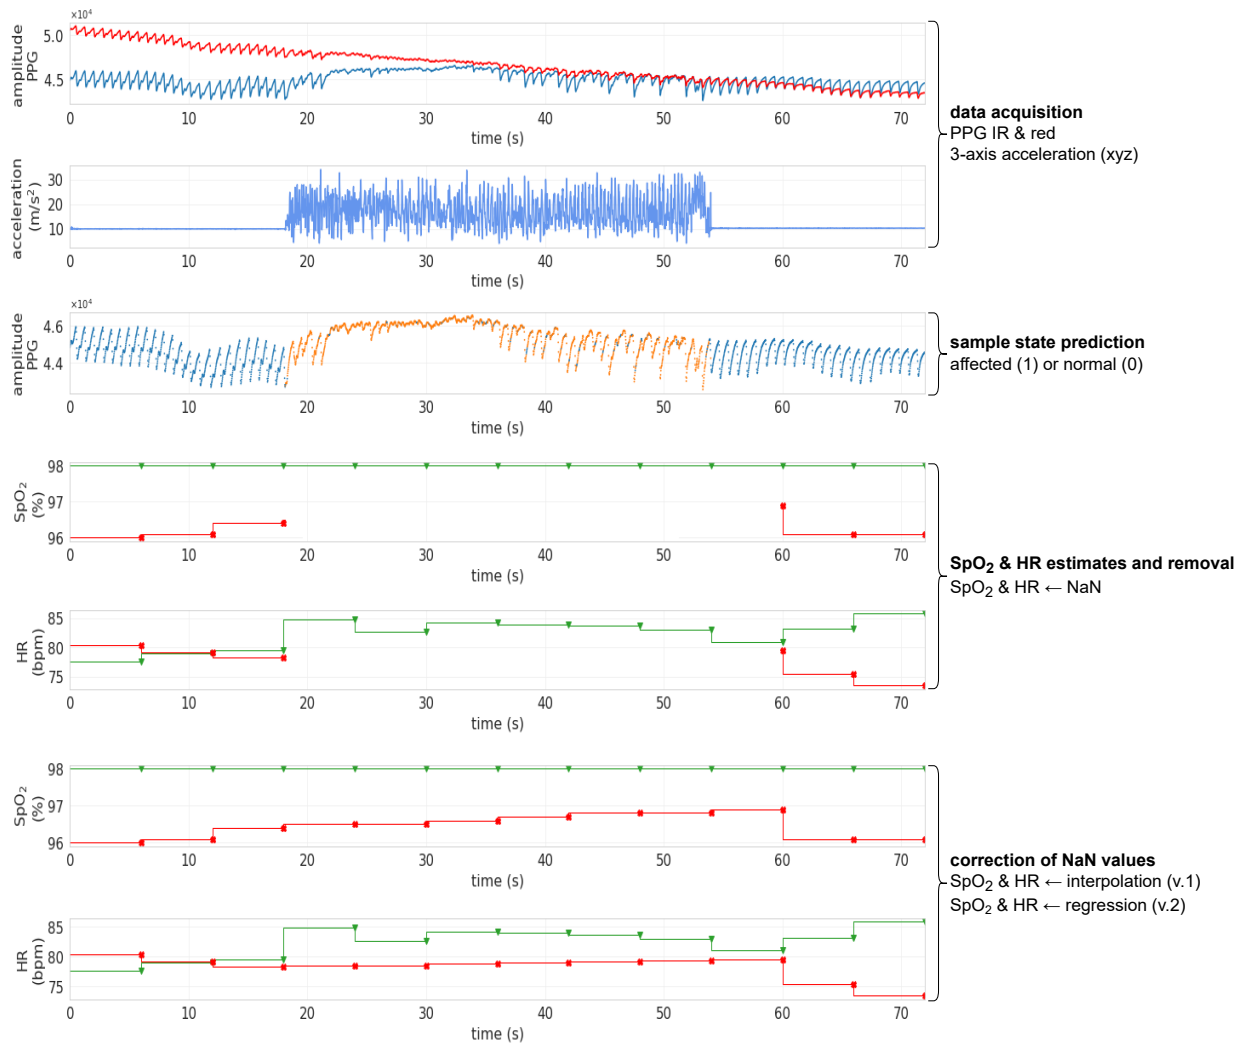 ×10⁴
amplitude
PPG
5.0
4.5
0 10 20 30 40 50 60 70
time (s)
acceleration
(m/s²)
30
20
10
0 10 20 30 40 50 60 70
time (s)
data acquisition
PPG IR & red
3-axis acceleration (xyz)
×10⁴
amplitude
PPG
4.6
4.4
0 10 20 30 40 50 60 70
time (s)
sample state prediction
affected (1) or normal (0)
SpO₂
(%)
98
97
96
0 10 20 30 40 50 60 70
time (s)
HR
(bpm)
85
80
75
0 10 20 30 40 50 60 70
time (s)
SpO₂ & HR estimates and removal
SpO₂ & HR ← NaN
SpO₂
(%)
98
97
96
0 10 20 30 40 50 60 70
time (s)
HR
(bpm)
85
80
75
0 10 20 30 40 50 60 70
time (s)
correction of NaN values
SpO₂ & HR ← interpolation (v.1)
SpO₂ & HR ← regression (v.2)